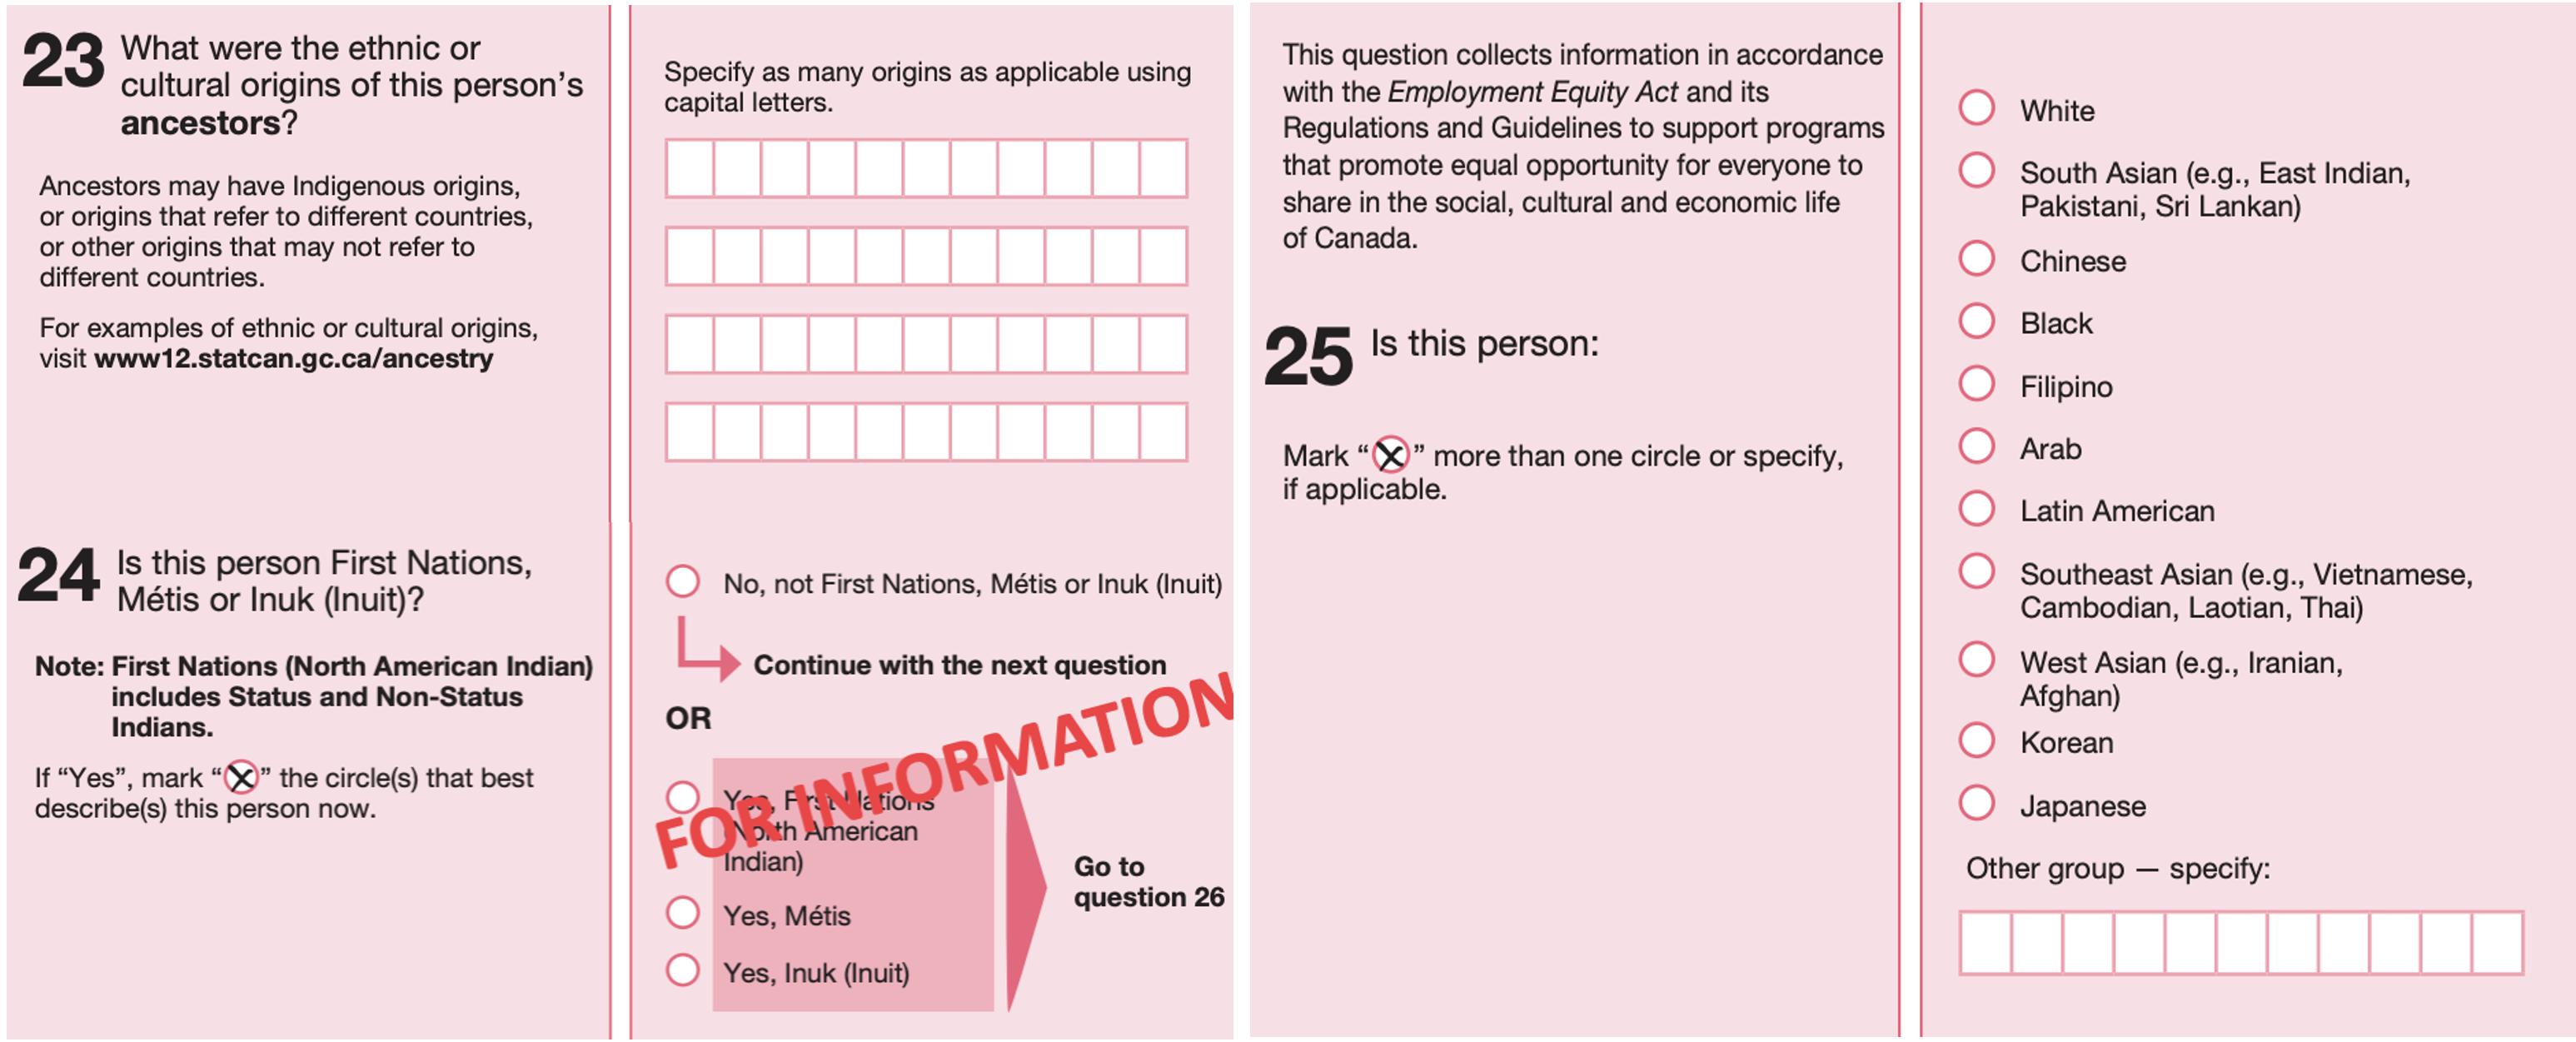 23 What were the ethnic or
cultural origins of this person's
ancestors?
Ancestors may have Indigenous origins,
or origins that refer to different countries,
or other origins that may not refer to
different countries.
For examples of ethnic or cultural origins,
visit www12.statcan.gc.ca/ancestry
Specify as many origins as applicable using
capital letters.
24 Is this person First Nations,
Métis or Inuk (Inuit)?
Note: First Nations (North American Indian)
includes Status and Non-Status
Indians.
If “Yes”, mark “X” the circle(s) that best
describe(s) this person now.
No, not First Nations, Métis or Inuk (Inuit)
Continue with the next question
OR
Yes, First Nations
(North American
Indian)
Yes, Métis
Yes, Inuk (Inuit)
Go to
question 26
FOR INFORMATION
This question collects information in accordance
with the Employment Equity Act and its
Regulations and Guidelines to support programs
that promote equal opportunity for everyone to
share in the social, cultural and economic life
of Canada.
25 Is this person:
Mark “X” more than one circle or specify,
if applicable.
White
South Asian (e.g., East Indian,
Pakistani, Sri Lankan)
Chinese
Black
Filipino
Arab
Latin American
Southeast Asian (e.g., Vietnamese,
Cambodian, Laotian, Thai)
West Asian (e.g., Iranian,
Afghan)
Korean
Japanese
Other group — specify: